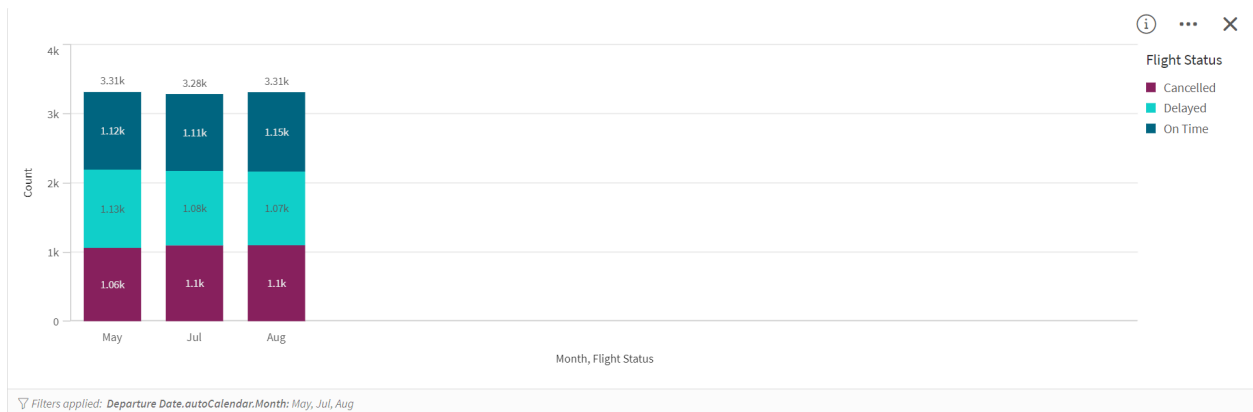 Flight Status
Cancelled
Delayed
On Time
4k
3k
2k
1k
0
Count
3.31k
3.28k
3.31k
1.12k
1.11k
1.15k
1.13k
1.08k
1.07k
1.06k
1.1k
1.1k
May
Jul
Aug
Month, Flight Status
Filters applied: Departure Date.autoCalendar.Month: May, Jul, Aug